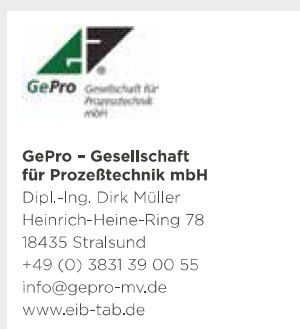 GePro Gesellschaft für
Prozesstechnik
mbH
GePro – Gesellschaft
für Prozeßtechnik mbH
Dipl.-Ing. Dirk Müller
Heinrich-Heine-Ring 78
18435 Stralsund
+49 (0) 3831 39 00 55
info@gepro-mv.de
www.eib-tab.de